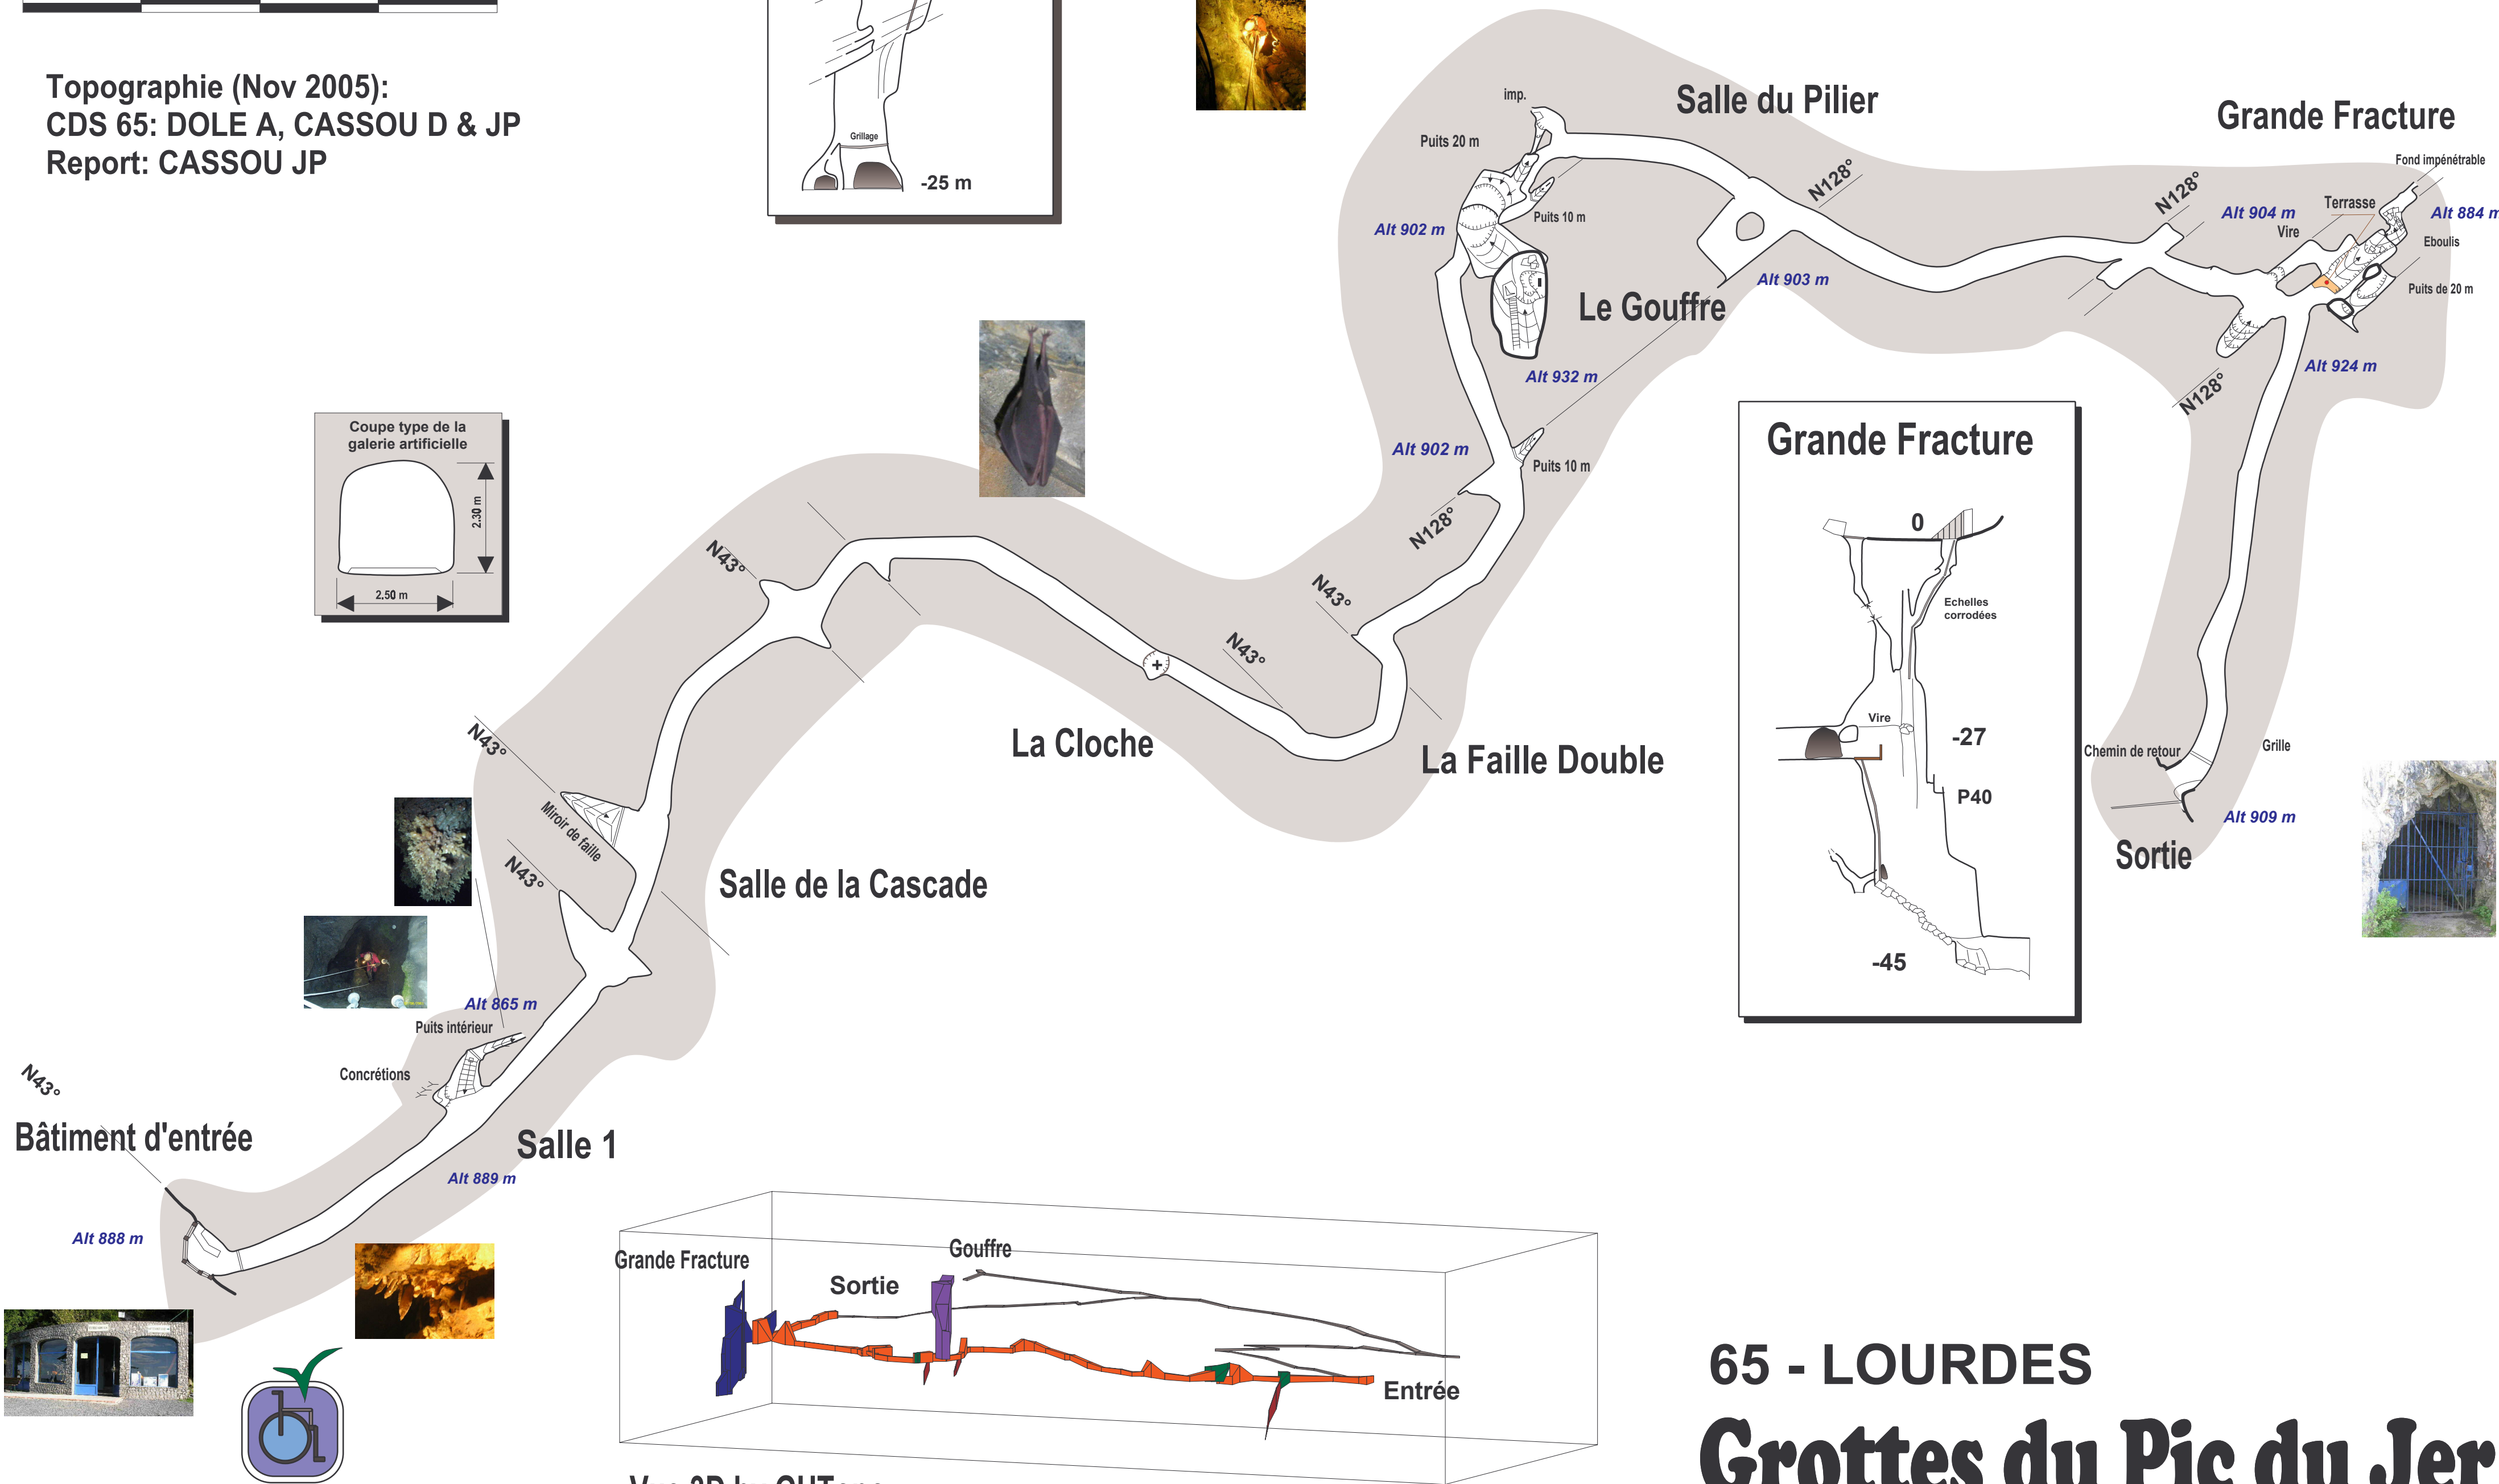 Topographie (Nov 2005):
CDS 65: DOLE A, CASSOU D & JP
Report: CASSOU JP
Grillage
-25 m
imp.
Puits 20 m
Salle du Pilier
Grande Fracture
Fond impénétrable
N128°
N128°
Alt 904 m
Terrasse
Alt 884 m
Vire
Eboulis
Alt 902 m
Puits 10 m
Alt 903 m
Puits de 20 m
Le Gouffre
Alt 932 m
Alt 924 m
N128°
Coupe type de la
galerie artificielle
2.30 m
2.50 m
Alt 902 m
Puits 10 m
N128°
Grande Fracture
0
Echelles
corrodées
Vire
-27
P40
-45
N43°
N43°
N43°
La Cloche
La Faille Double
Chemin de retour
Grille
Alt 909 m
Sortie
N43°
Miroir de faille
N43°
Salle de la Cascade
Alt 865 m
Puits intérieur
Concrétions
N43°
Bâtiment d'entrée
Salle 1
Alt 889 m
Alt 888 m
Grande Fracture
Gouffre
Sortie
Entrée
65 - LOURDES
Grottes du Pic du Jer